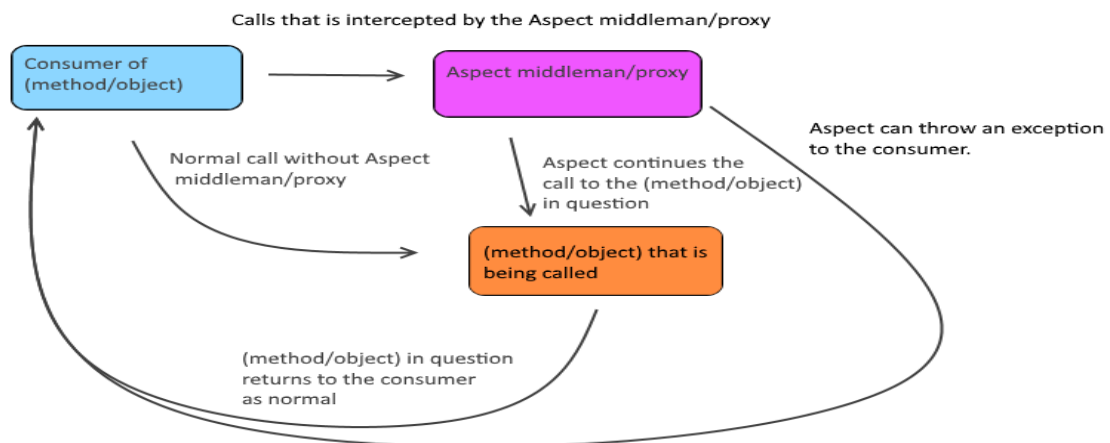 Calls that is intercepted by the Aspect middleman/proxy
Consumer of
(method/object)
Aspect middleman/proxy
Aspect can throw an exception
to the consumer.
Normal call without Aspect
middleman/proxy
Aspect continues the
call to the (method/object)
in question
(method/object) that is
being called
(method/object) in question
returns to the consumer
as normal